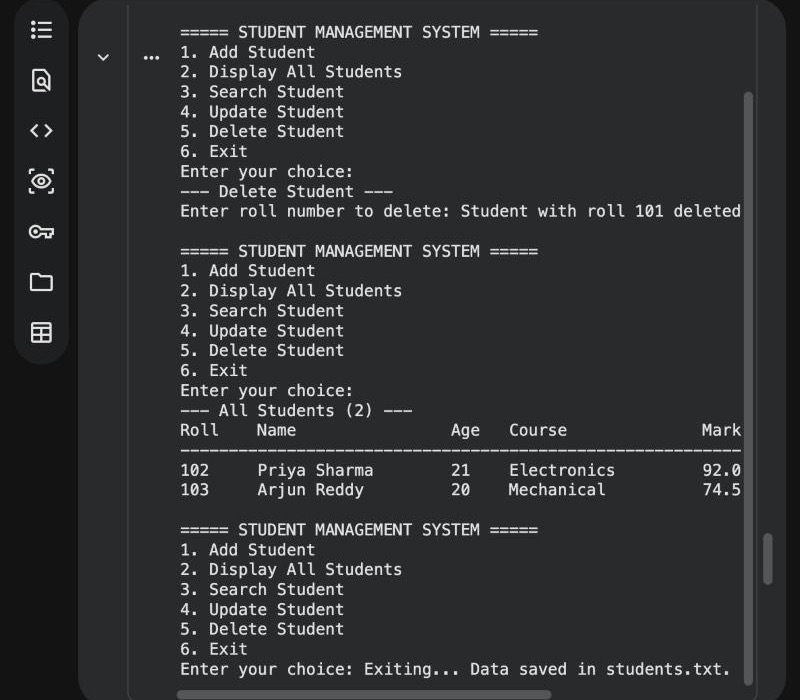 ===== STUDENT MANAGEMENT SYSTEM =====
1. Add Student
2. Display All Students
3. Search Student
4. Update Student
5. Delete Student
6. Exit
Enter your choice:
--- Delete Student ---
Enter roll number to delete: Student with roll 101 deleted

===== STUDENT MANAGEMENT SYSTEM =====
1. Add Student
2. Display All Students
3. Search Student
4. Update Student
5. Delete Student
6. Exit
Enter your choice:
--- All Students (2) ---
Roll    Name                Age   Course              Mark
----------------------------------------------------------
102     Priya Sharma        21    Electronics         92.0
103     Arjun Reddy         20    Mechanical          74.5

===== STUDENT MANAGEMENT SYSTEM =====
1. Add Student
2. Display All Students
3. Search Student
4. Update Student
5. Delete Student
6. Exit
Enter your choice: Exiting... Data saved in students.txt.